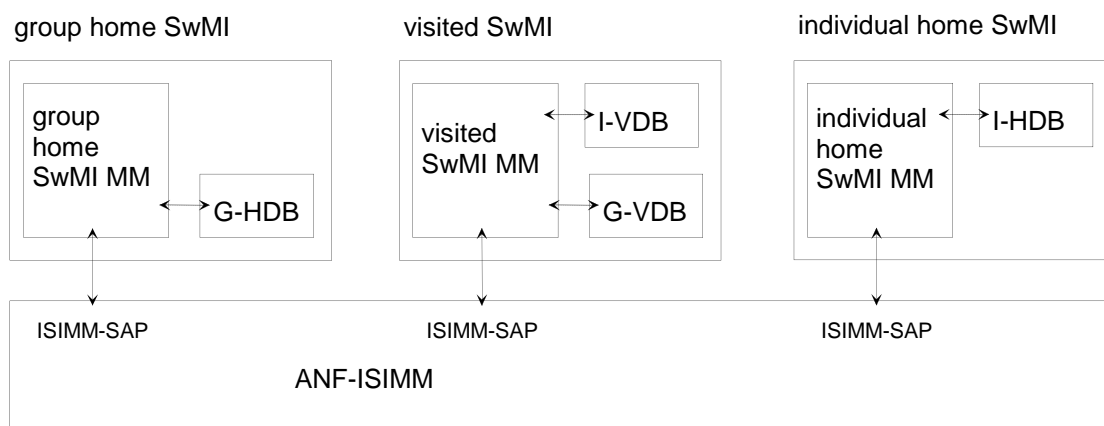 group home SwMI
visited SwMI
individual home SwMI
group
home
SwMI MM
G-HDB
visited
SwMI MM
I-VDB
G-VDB
individual
home
SwMI MM
I-HDB
ISIMM-SAP
ISIMM-SAP
ISIMM-SAP
ANF-ISIMM